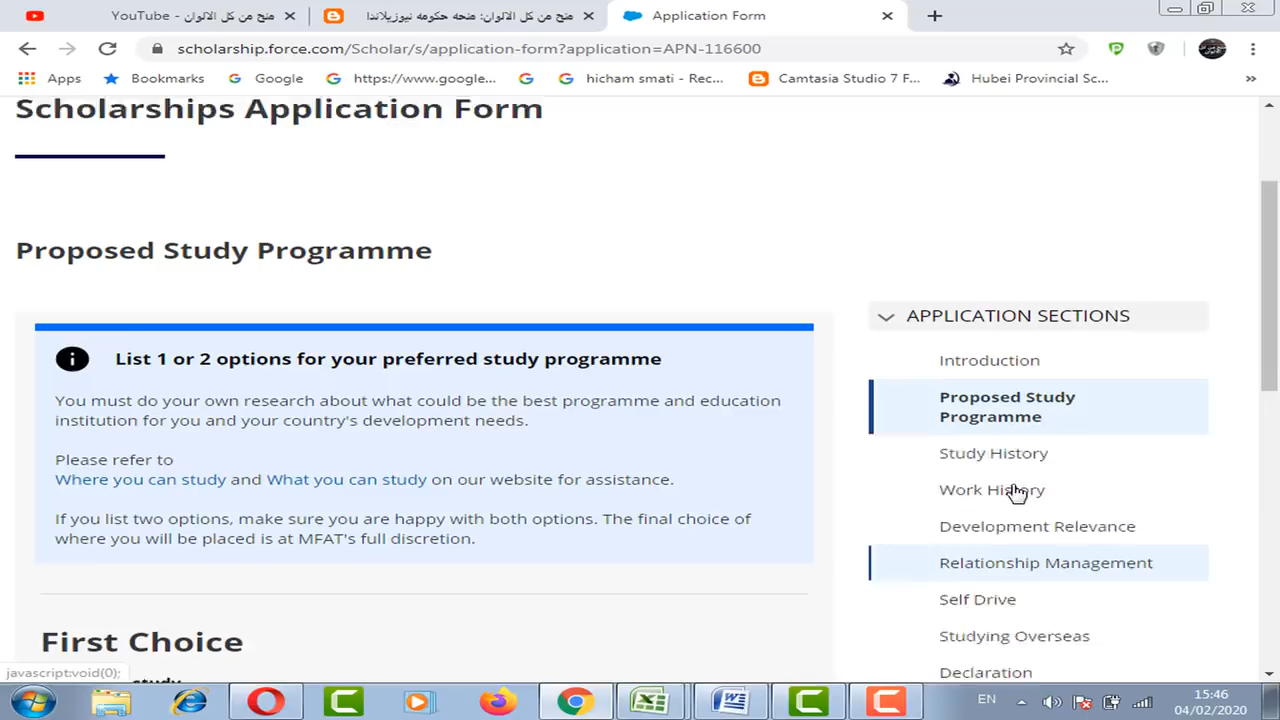 YouTube - منح من كل الالوان
منح من كل الالوان: منحه حكومه نيوزيلاندا
Application Form
scholarship.force.com/Scholar/s/application-form?application=APN-116600
Apps
Bookmarks
Google
https://www.google...
hicham smati - Rec...
Camtasia Studio 7 F...
Hubei Provincial Sc...
»
Scholarships Application Form
Proposed Study Programme
List 1 or 2 options for your preferred study programme
You must do your own research about what could be the best programme and education
institution for you and your country's development needs.
Please refer to
Where you can study and What you can study on our website for assistance.
If you list two options, make sure you are happy with both options. The final choice of
where you will be placed is at MFAT's full discretion.
First Choice
study
APPLICATION SECTIONS
Introduction
Proposed Study
Programme
Study History
Work History
Development Relevance
Relationship Management
Self Drive
Studying Overseas
Declaration
javascript:void(0);
EN
15:46
04/02/2020